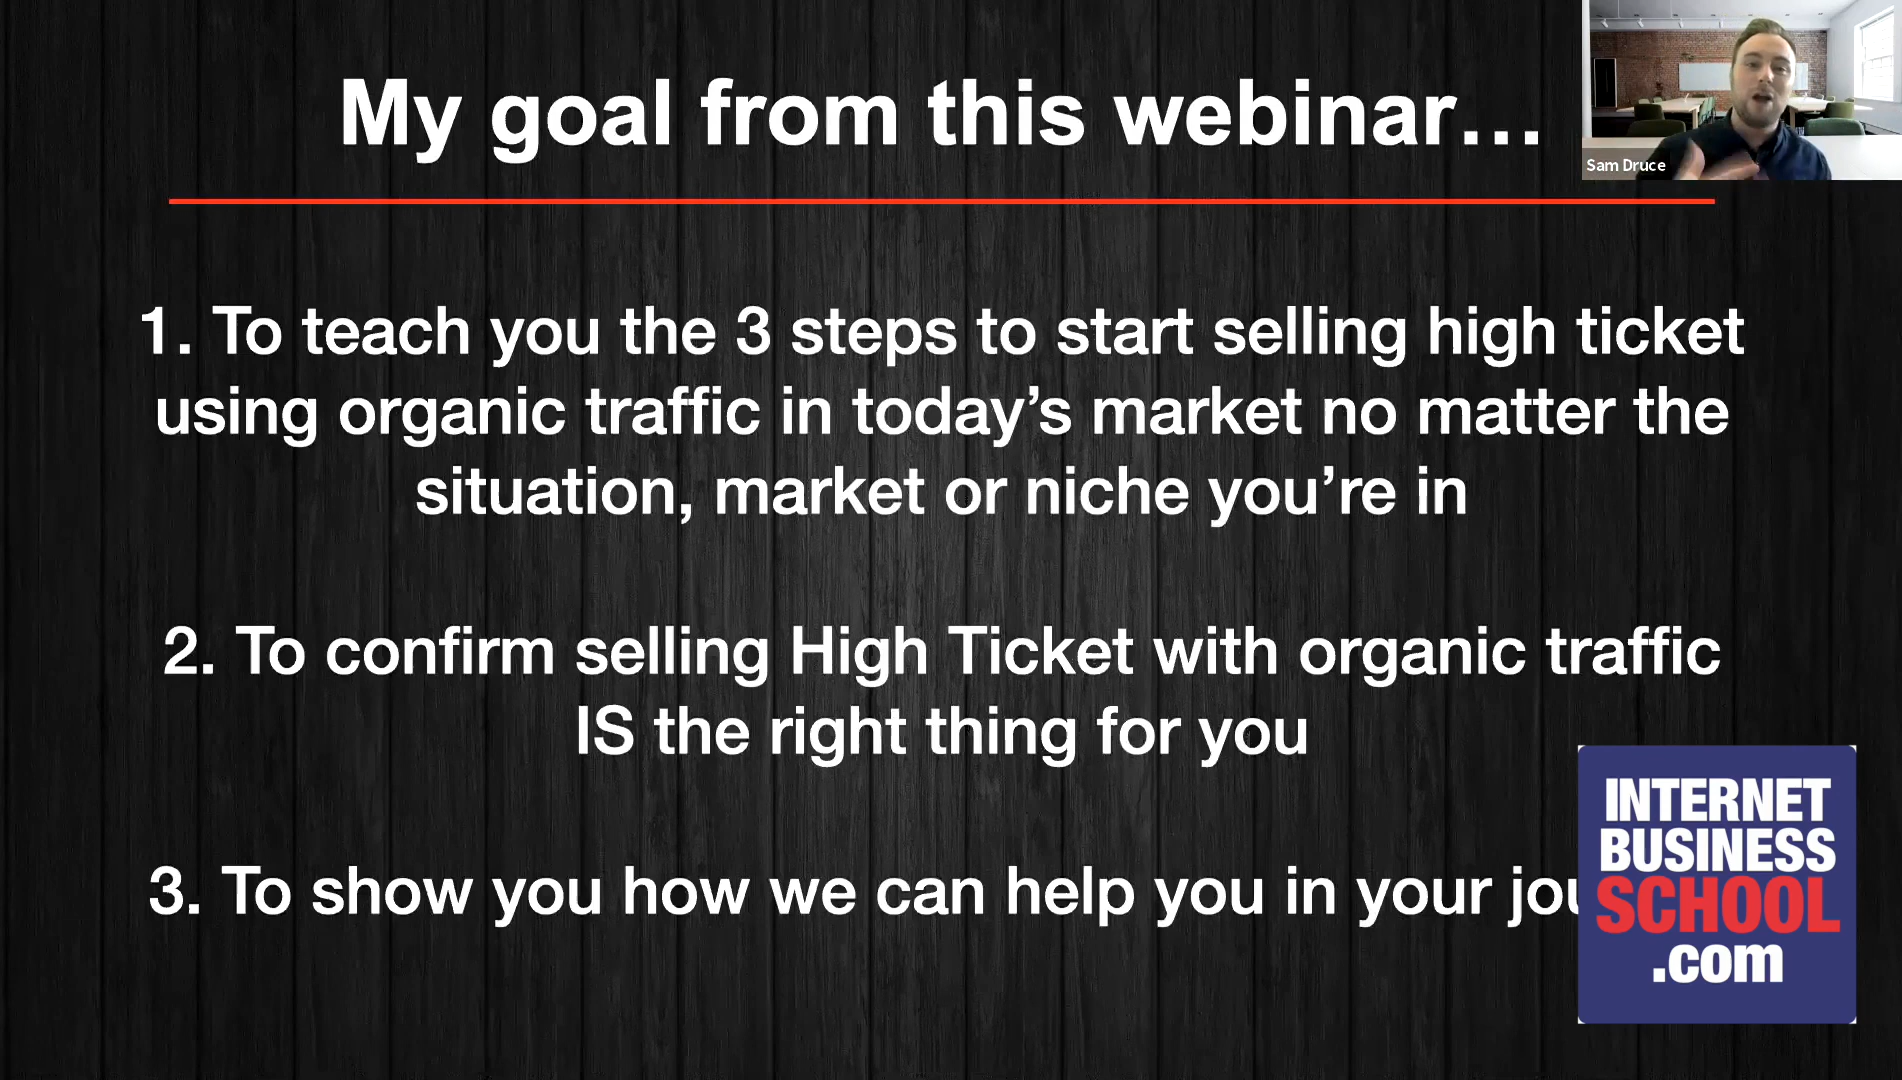 My goal from this webinar...
Sam Druce
1. To teach you the 3 steps to start selling high ticket
using organic traffic in today’s market no matter the
situation, market or niche you’re in
2. To confirm selling High Ticket with organic traffic
IS the right thing for you
3. To show you how we can help you in your
INTERNET
BUSINESS
SCHOOL
.com